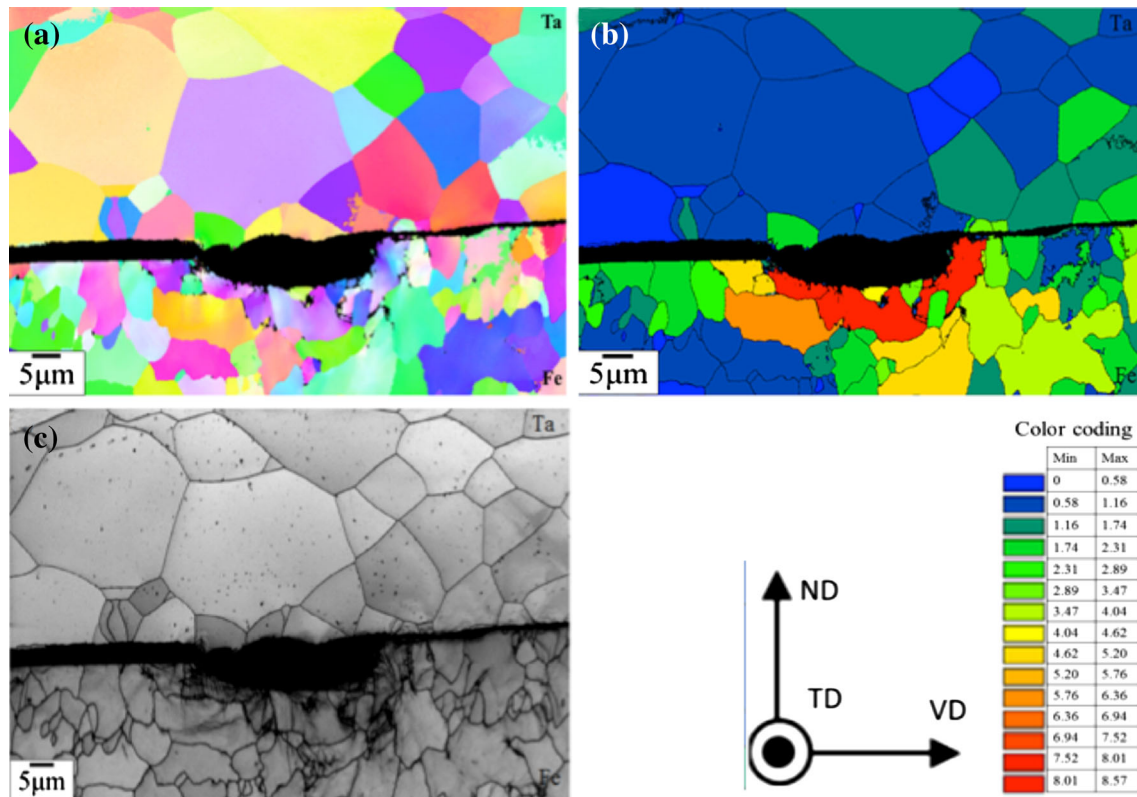 (a)
Ta
5μm
Fe
(b)
Ta
5μm
Fe
(c)
Ta
5μm
Fe
ND
TD
VD
Color coding
Min Max
0 0.58
0.58 1.16
1.16 1.74
1.74 2.31
2.31 2.89
2.89 3.47
3.47 4.04
4.04 4.62
4.62 5.20
5.20 5.76
5.76 6.36
6.36 6.94
6.94 7.52
7.52 8.01
8.01 8.57